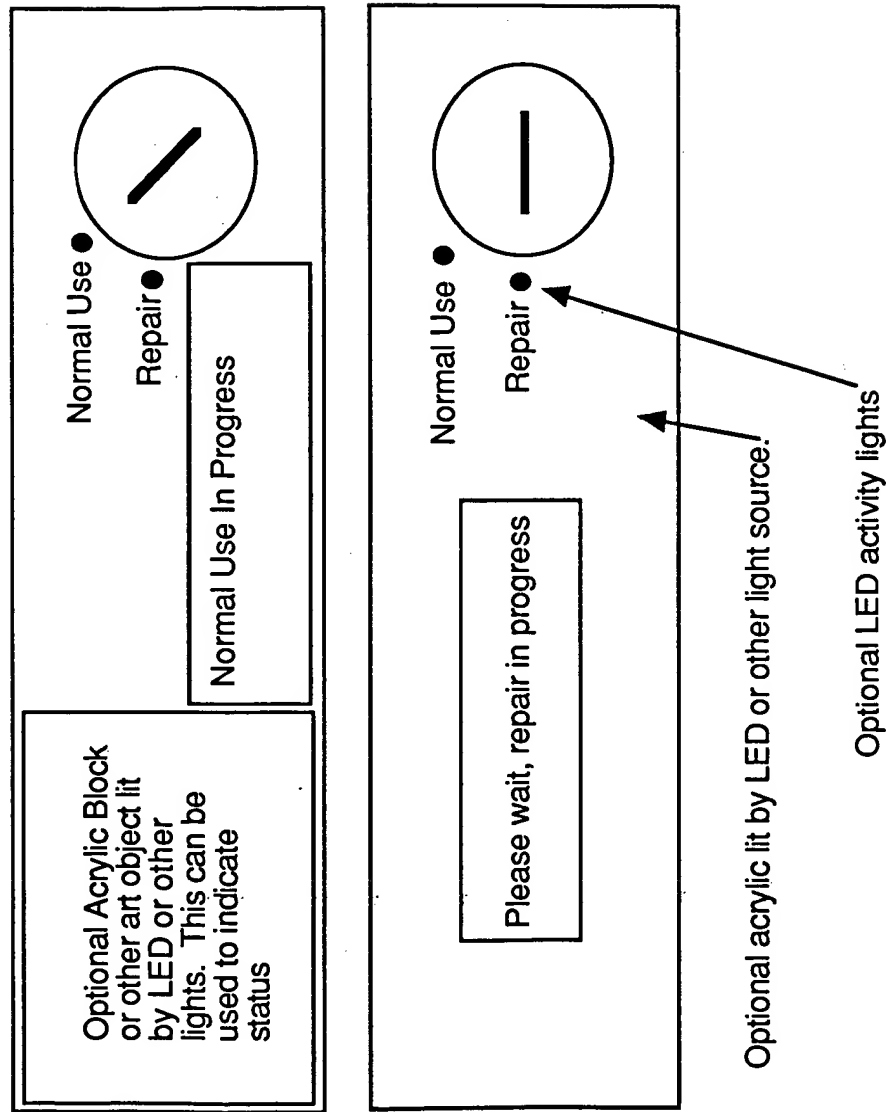 Optional Acrylic Block
or other art object lit
by LED or other
lights. This can be
used to indicate
status
Normal Use
Repair
Normal Use In Progress
Normal Use
Repair
Please wait, repair in progress
Optional acrylic lit by LED or other light source.
Optional LED activity lights